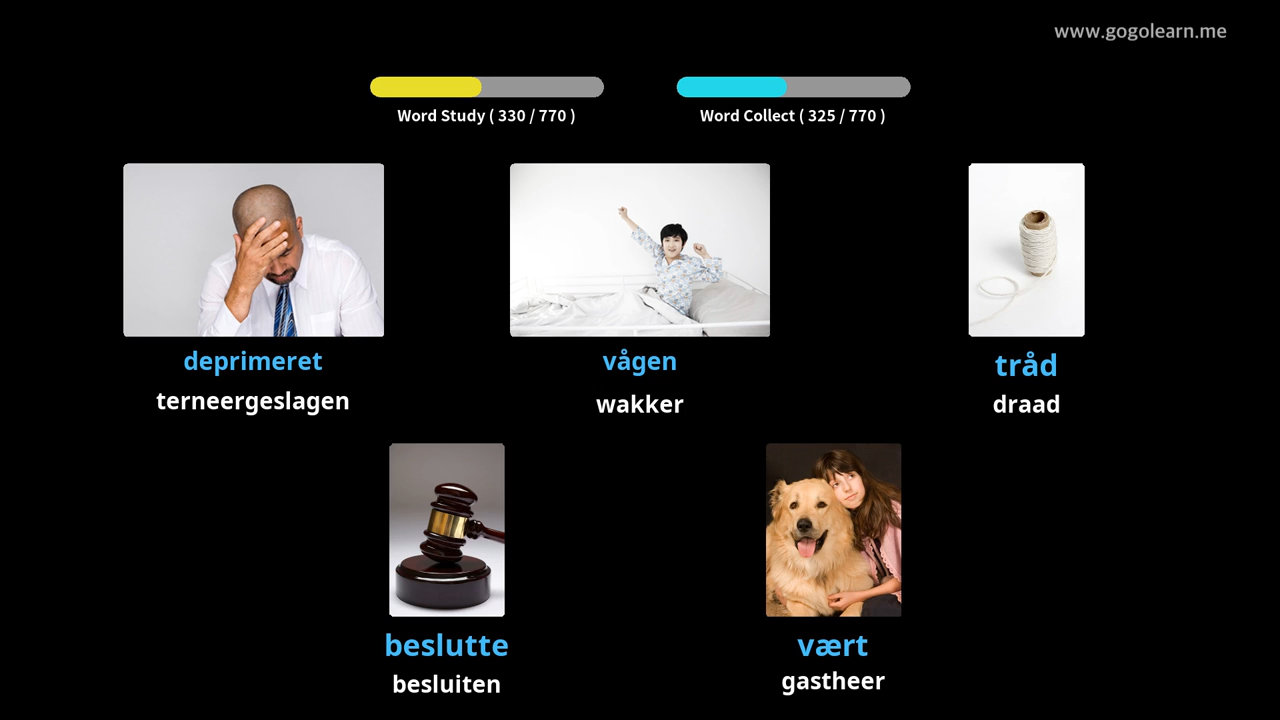 www.gogolearn.me
Word Study ( 330 / 770 )
Word Collect ( 325 / 770 )
deprimeret
terneergeslagen
vågen
wakker
tråd
draad
beslutte
besluiten
vært
gastheer